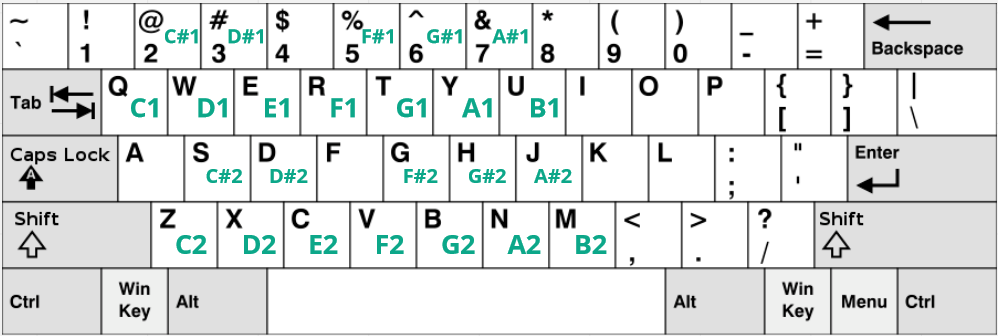 ~ ! @ C#1 # D#1 $ % F#1 ^ G#1 & A#1 * ( ) _ +
` 1 2 3 4 5 6 7 8 9 0 - = Backspace
Tab Q W E R T Y U I O P { } |
C1 D1 E1 F1 G1 A1 B1 [ ] \
Caps Lock A S D F G H J K L : " Enter
A C#2 D#2 F#2 G#2 A#2 ; '
Shift Z X C V B N M < > ? Shift
C2 D2 E2 F2 G2 A2 B2 , . /
Ctrl Win Key Alt Alt Win Key Menu Ctrl